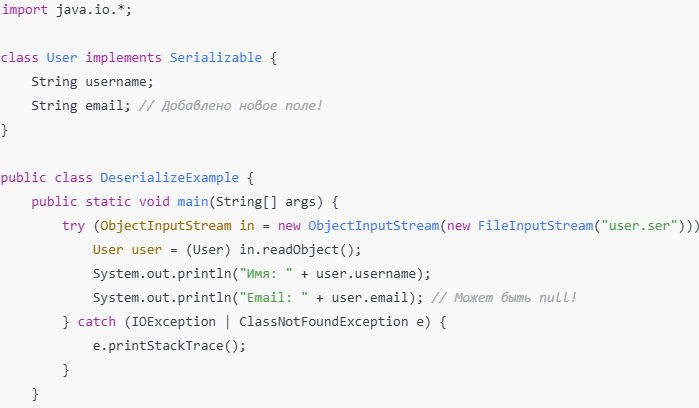 import java.io.*;

class User implements Serializable {
    String username;
    String email; // Добавлено новое поле!
}

public class DeserializeExample {
    public static void main(String[] args) {
        try (ObjectInputStream in = new ObjectInputStream(new FileInputStream("user.ser")))
            User user = (User) in.readObject();
            System.out.println("Имя: " + user.username);
            System.out.println("Email: " + user.email); // Может быть null!
        } catch (IOException | ClassNotFoundException e) {
            e.printStackTrace();
        }
    }